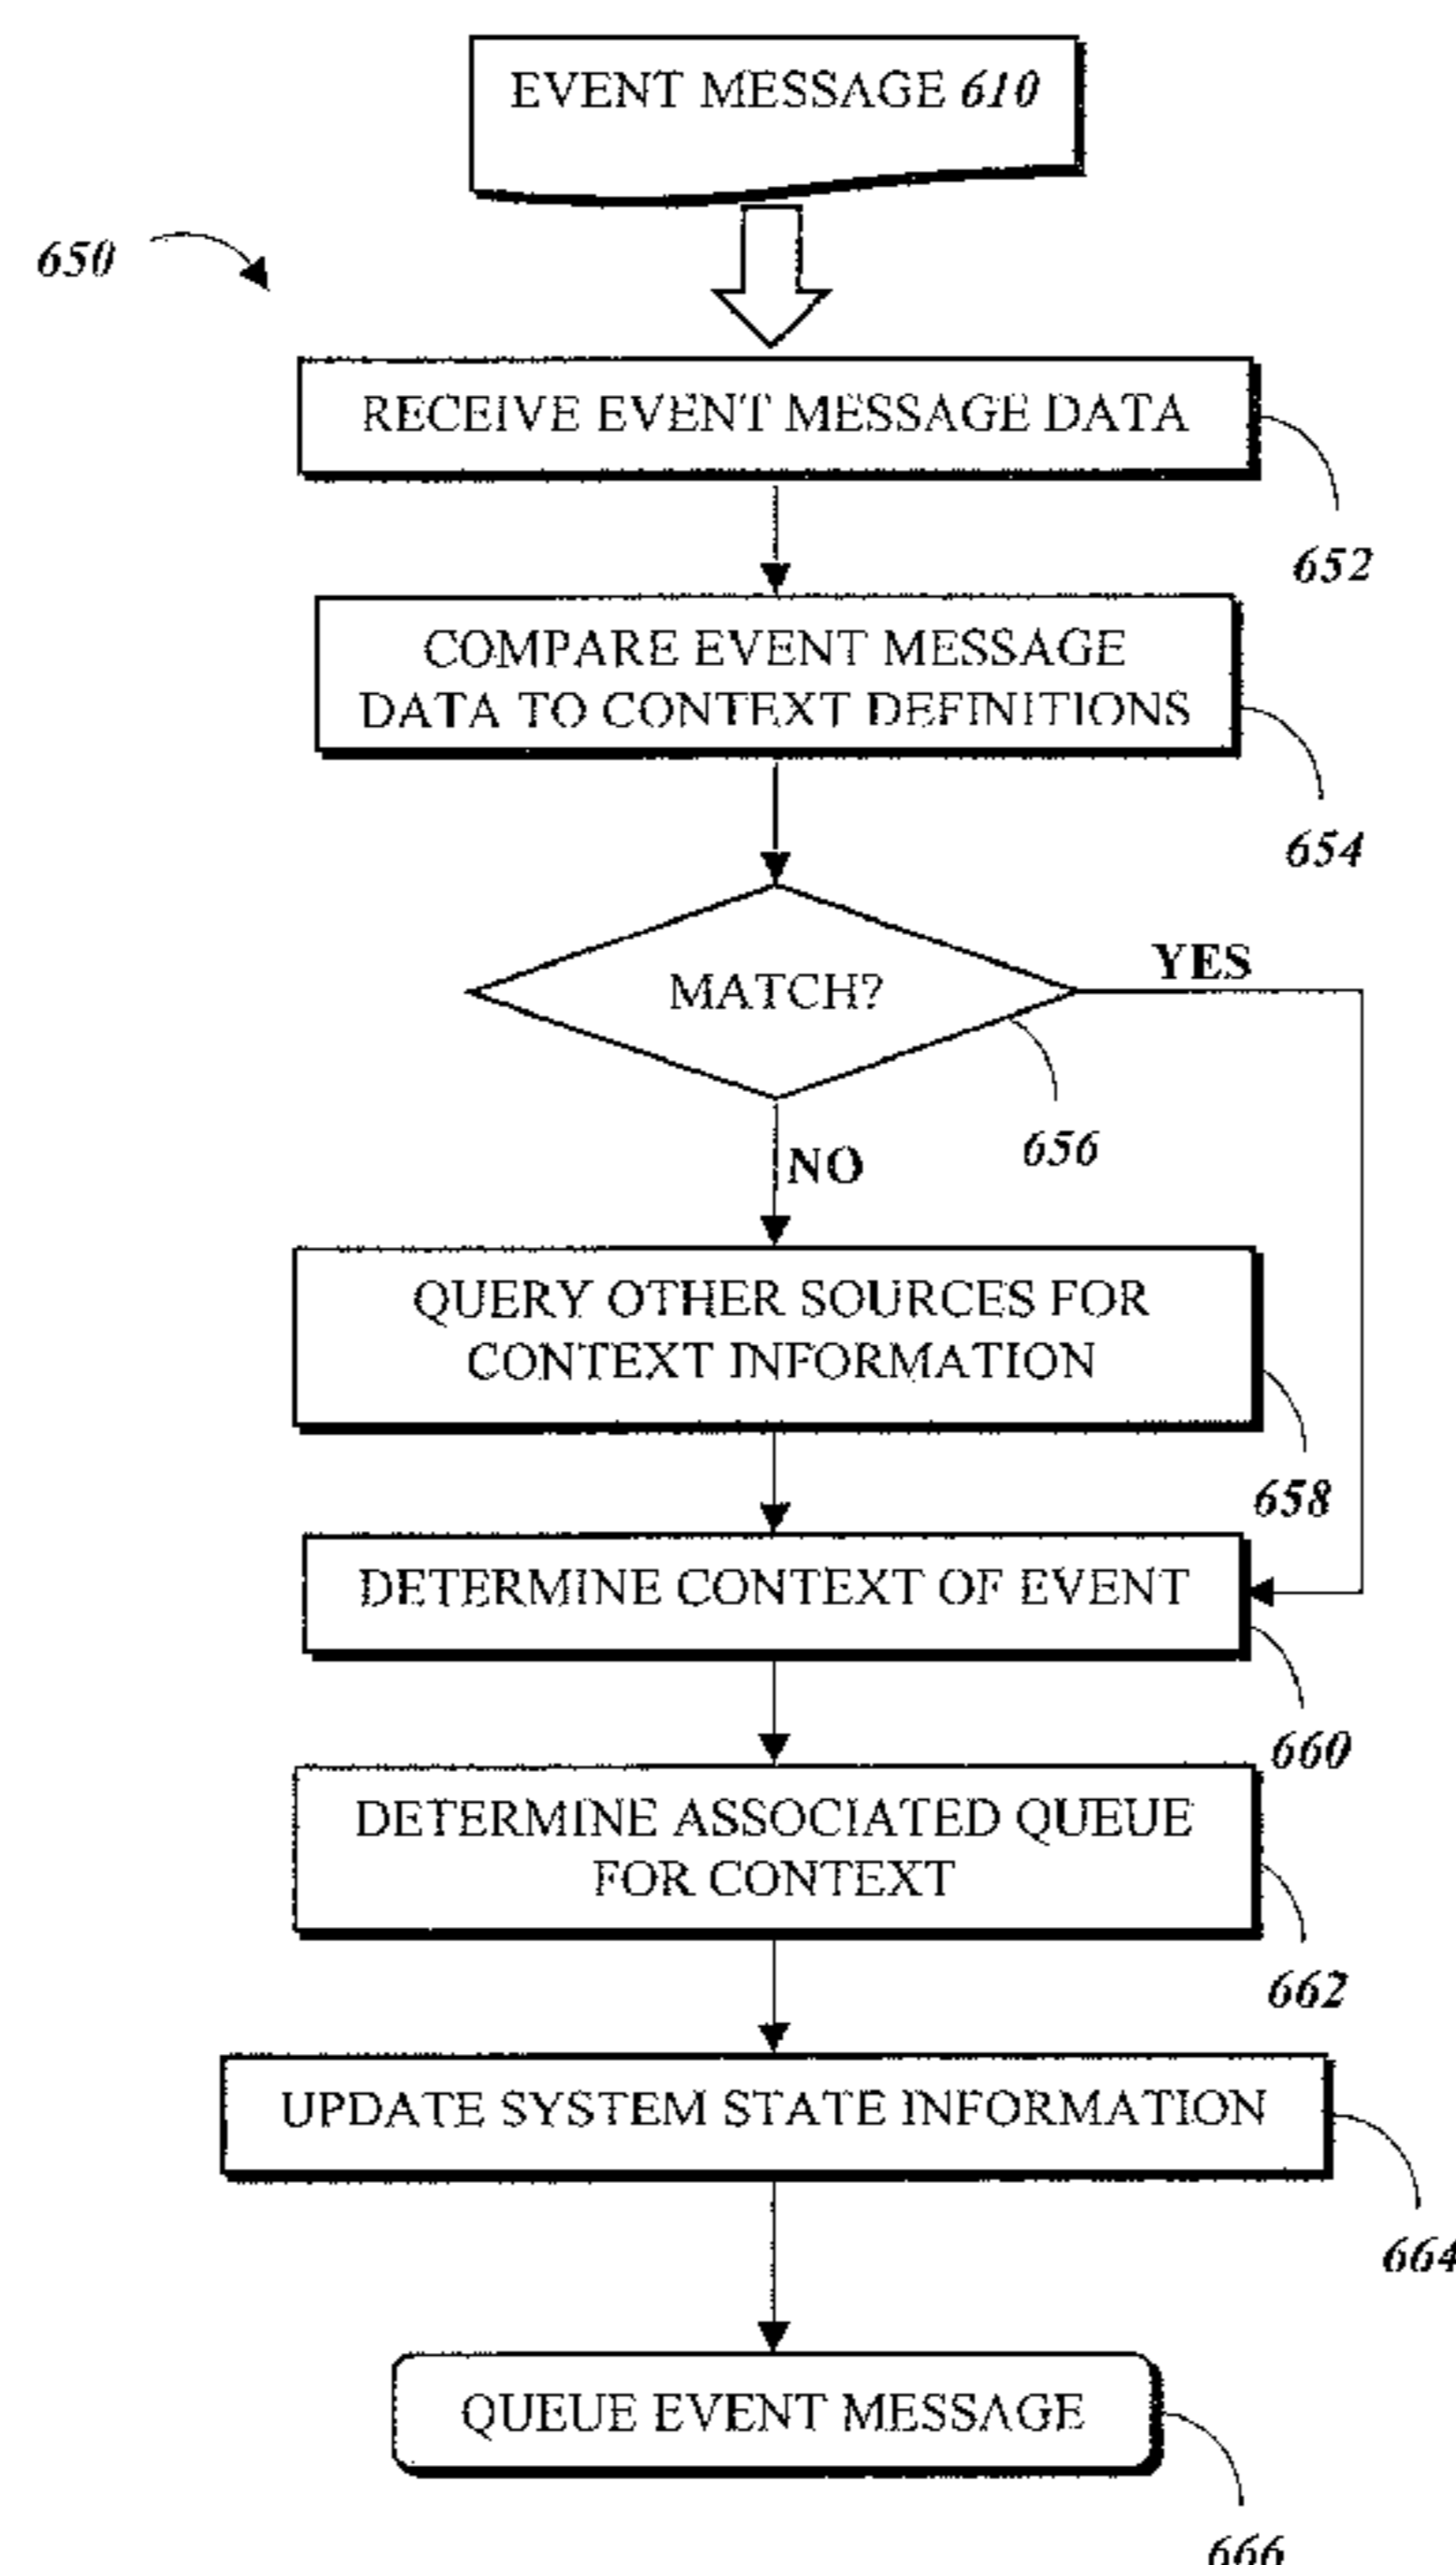 EVENT MESSAGE 610
650
RECEIVE EVENT MESSAGE DATA
652
COMPARE EVENT MESSAGE
DATA TO CONTEXT DEFINITIONS
654
MATCH?
YES
656
NO
QUERY OTHER SOURCES FOR
CONTEXT INFORMATION
658
DETERMINE CONTEXT OF EVENT
660
DETERMINE ASSOCIATED QUEUE
FOR CONTEXT
662
UPDATE SYSTEM STATE INFORMATION
664
QUEUE EVENT MESSAGE
666